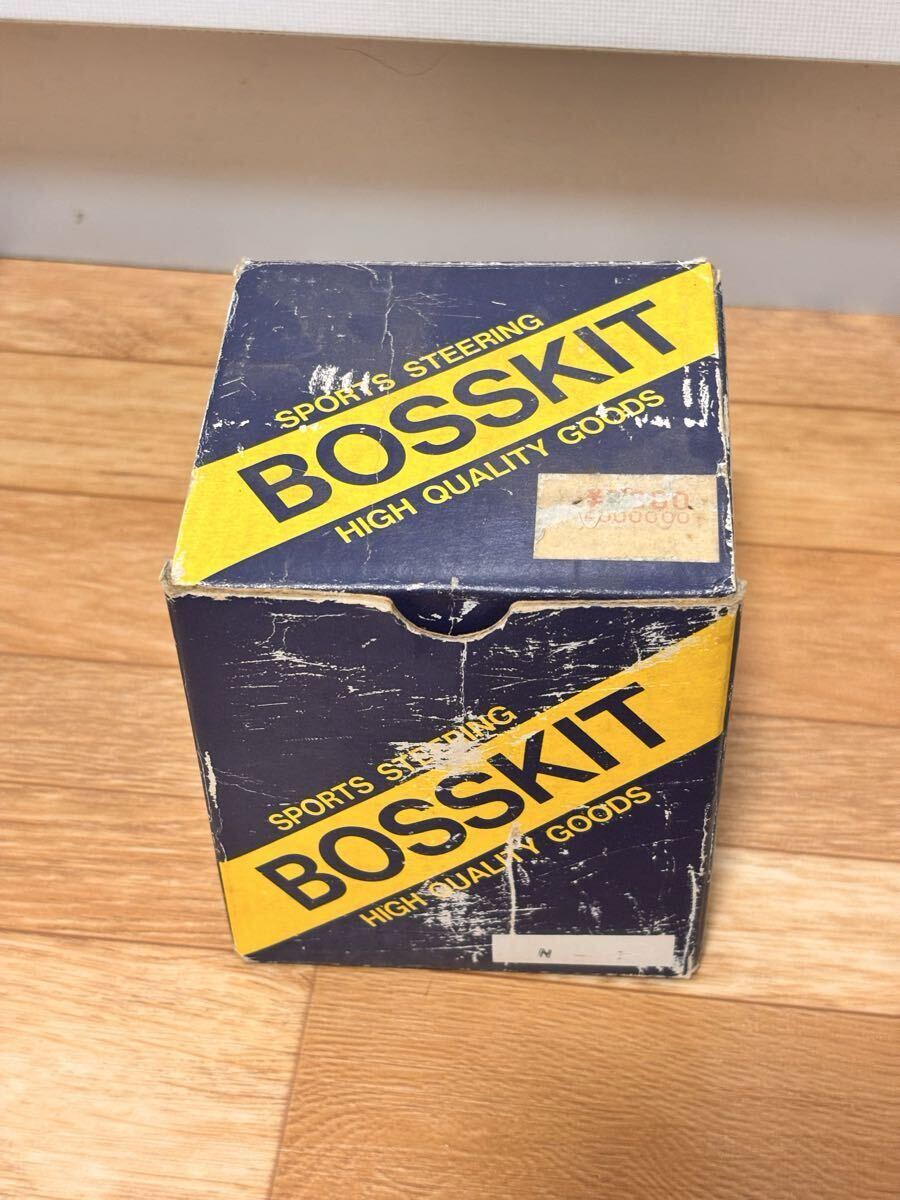 SPORTS STEERING
BOSSKIT
HIGH QUALITY GOODS
SPORTS STEERING
BOSSKIT
HIGH QUALITY GOODS
N -